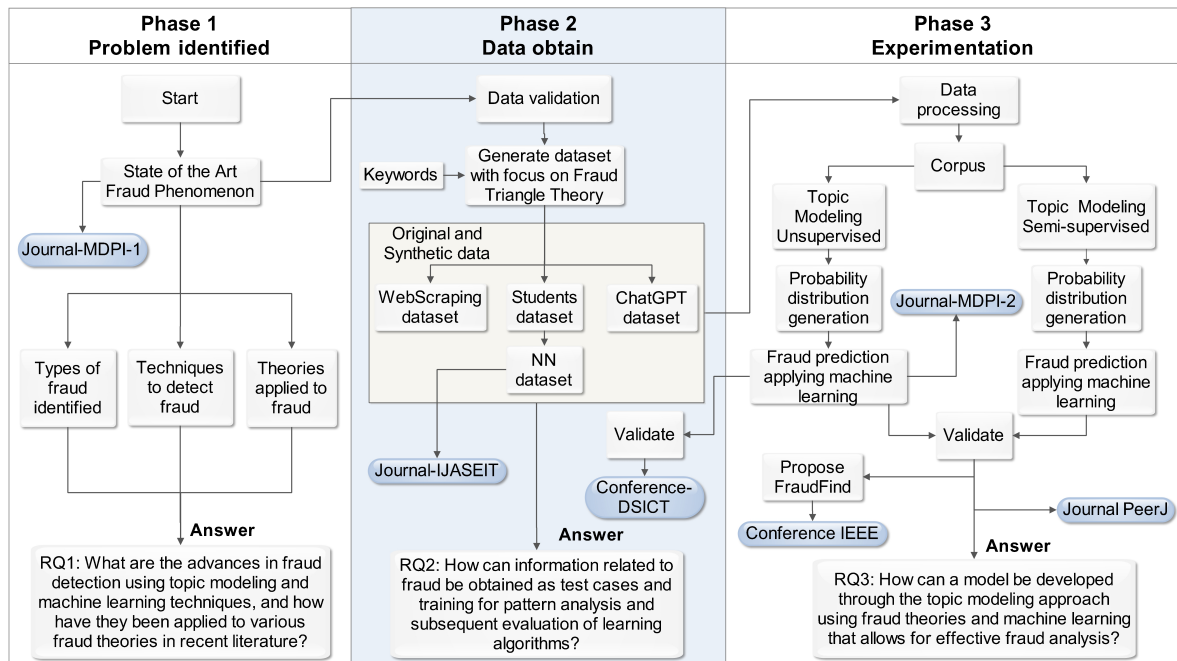 Phase 1
Problem identified
Start
State of the Art
Fraud Phenomenon
Journal-MDPI-1
Types of
fraud
identified
Techniques
to detect
fraud
Theories
applied to
fraud
Answer
RQ1: What are the advances in fraud
detection using topic modeling and
machine learning techniques, and how
have they been applied to various
fraud theories in recent literature?
Phase 2
Data obtain
Data validation
Keywords
Generate dataset
with focus on Fraud
Triangle Theory
Original and
Synthetic data
WebScraping
dataset
Students
dataset
ChatGPT
dataset
NN
dataset
Journal-IJASEIT
Validate
Conference-
DSICT
Answer
RQ2: How can information related to
fraud be obtained as test cases and
training for pattern analysis and
subsequent evaluation of learning
algorithms?
Phase 3
Experimentation
Data
processing
Corpus
Topic
Modeling
Unsupervised
Topic Modeling
Semi-supervised
Probability
distribution
generation
Journal-MDPI-2
Probability
distribution
generation
Fraud prediction
applying machine
learning
Fraud prediction
applying machine
learning
Validate
Propose
FraudFind
Conference IEEE
Journal PeerJ
Answer
RQ3: How can a model be developed
through the topic modeling approach
using fraud theories and machine learning
that allows for effective fraud analysis?